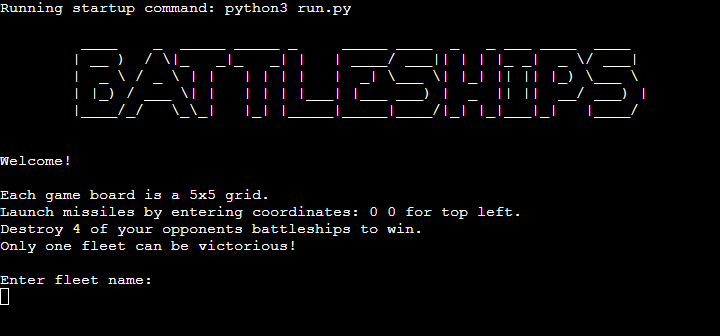 Running startup command: python3 run.py
BATTLESHIPS
Welcome!
Each game board is a 5x5 grid.
Launch missiles by entering coordinates: 0 0 for top left.
Destroy 4 of your opponents battleships to win.
Only one fleet can be victorious!
Enter fleet name: